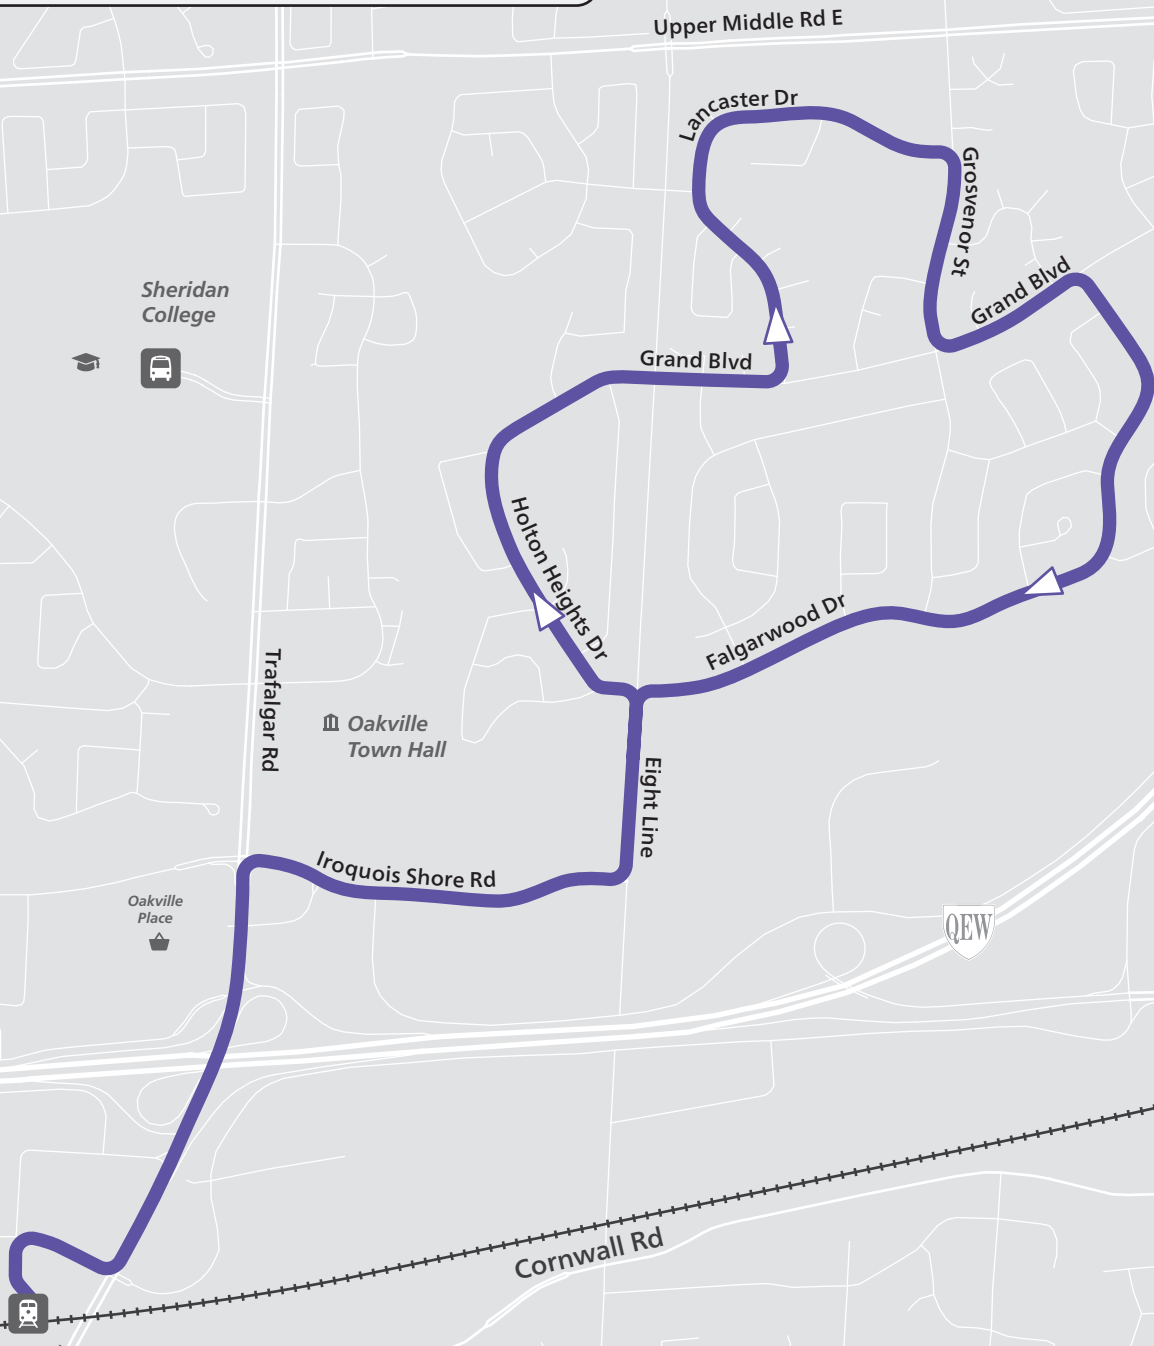 Upper Middle Rd E
Lancaster Dr
Grosvenor St
Grand Blvd
Sheridan
College
Grand Blvd
Holton Heights Dr
Falgarwood Dr
Trafalgar Rd
Oakville
Town Hall
Eight Line
Iroquois Shore Rd
Oakville
Place
QEW
Cornwall Rd